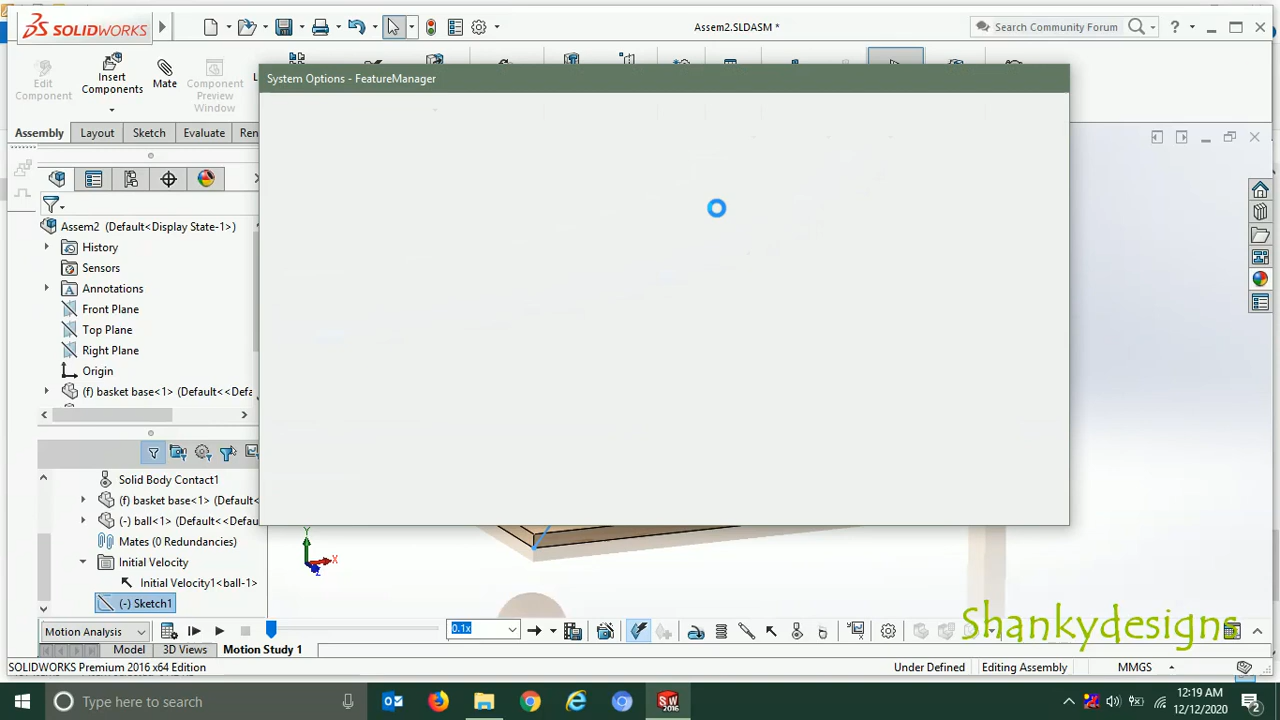 SOLIDWORKS
Assem2.SLDASM *
Search Community Forum
?
Edit
Component
Insert
Components
Mate
Component
Preview
Window
Assembly
Layout
Sketch
Evaluate
Ren
System Options - FeatureManager
Assem2 (Default<Display State-1>)
History
Sensors
Annotations
Front Plane
Top Plane
Right Plane
Origin
(f) basket base<1> (Default<<Defa
Solid Body Contact1
(f) basket base<1> (Default<
(-) ball<1> (Default<<Defau
Mates (0 Redundancies)
Initial Velocity
Initial Velocity1<ball-1>
(-) Sketch1
Y
X
Z
Motion Analysis
0.1x
Shankydesigns
Model
3D Views
Motion Study 1
SOLIDWORKS Premium 2016 x64 Edition
Under Defined
Editing Assembly
MMGS
Type here to search
SW
2016
12:19 AM
12/12/2020
2